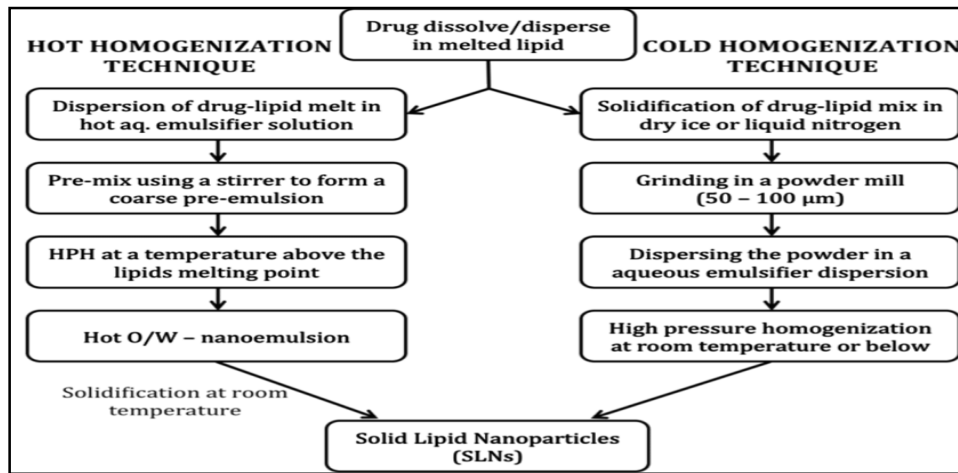 Drug dissolve/disperse
in melted lipid
HOT HOMOGENIZATION
TECHNIQUE
Dispersion of drug-lipid melt in
hot aq. emulsifier solution
Pre-mix using a stirrer to form a
coarse pre-emulsion
HPH at a temperature above the
lipids melting point
Hot O/W – nanoemulsion
Solidification at room
temperature
COLD HOMOGENIZATION
TECHNIQUE
Solidification of drug-lipid mix in
dry ice or liquid nitrogen
Grinding in a powder mill
(50 – 100 µm)
Dispersing the powder in a
aqueous emulsifier dispersion
High pressure homogenization
at room temperature or below
Solid Lipid Nanoparticles
(SLNs)